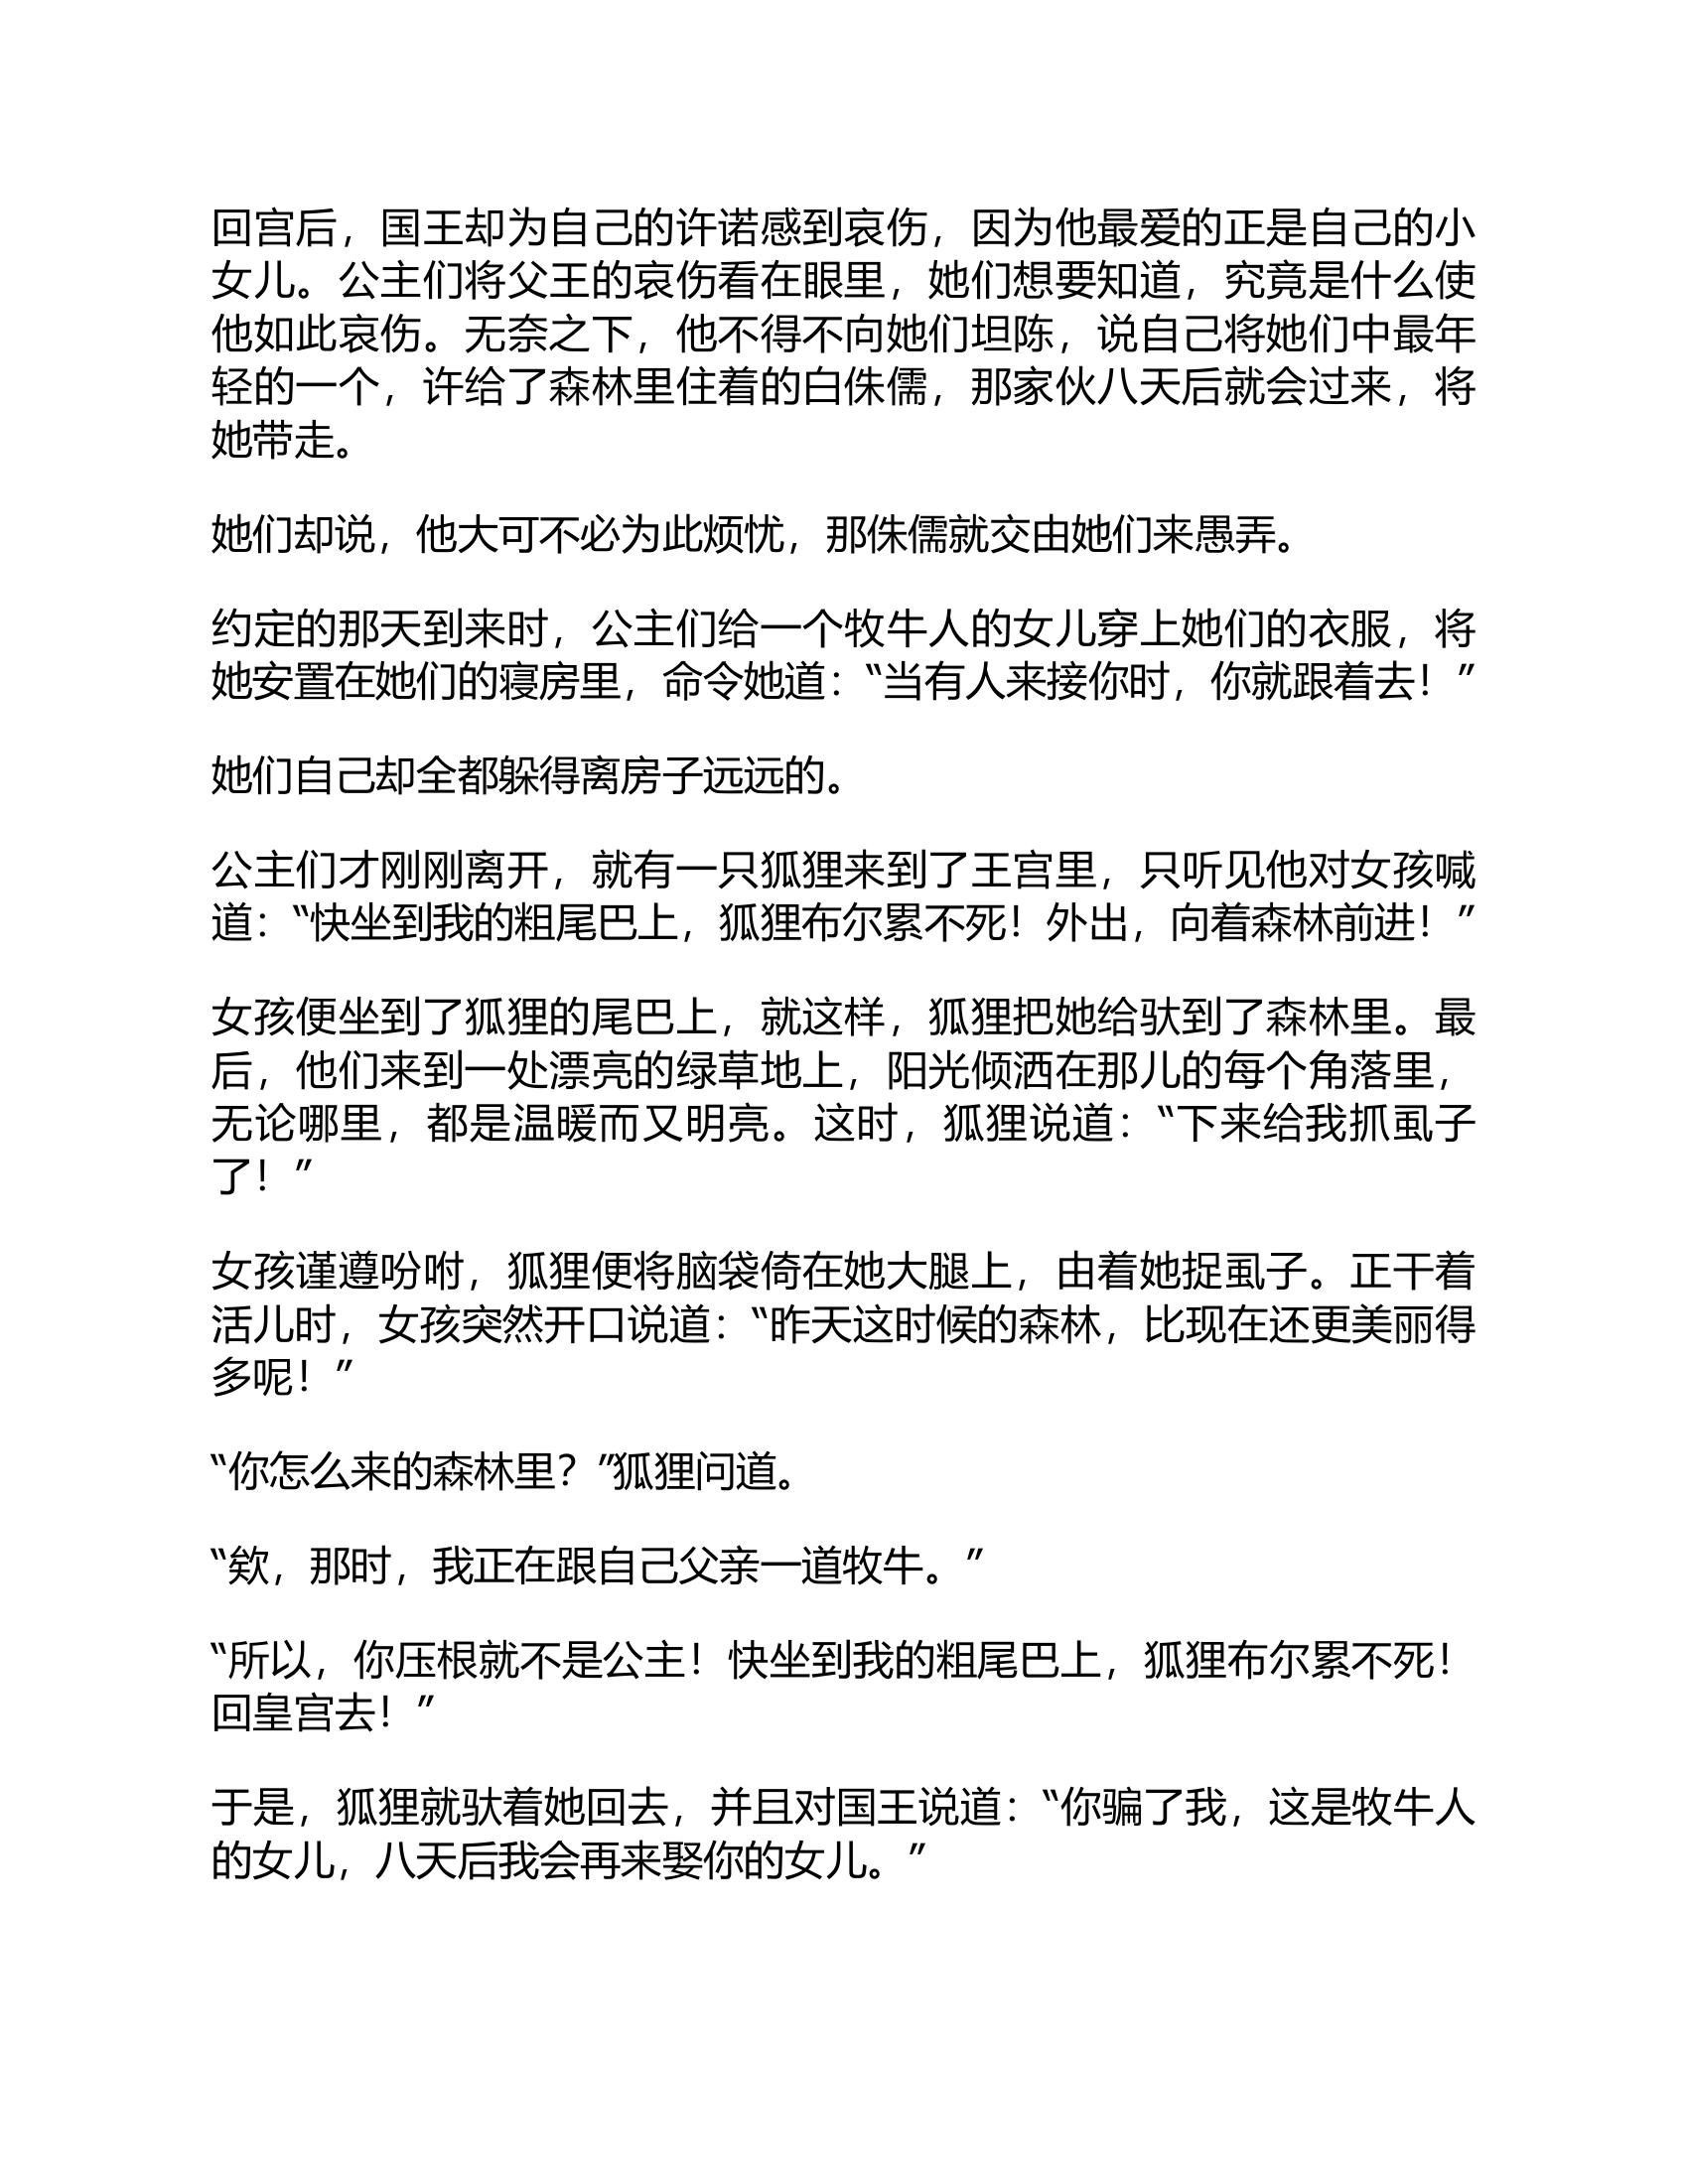 回宫后，国王却为自己的许诺感到哀伤，因为他最爱的正是自己的小
女儿。公主们将父王的哀伤看在眼里，她们想要知道，究竟是什么使
他如此哀伤。无奈之下，他不得不向她们坦陈，说自己将她们中最年
轻的一个，许给了森林里住着的白侏儒，那家伙八天后就会过来，将
她带走。
她们却说，他大可不必为此烦忧，那侏儒就交由她们来愚弄。
约定的那天到来时，公主们给一个牧牛人的女儿穿上她们的衣服，将
她安置在她们的寝房里，命令她道：“当有人来接你时，你就跟着去！”
她们自己却全都躲得离房子远远的。
公主们才刚刚离开，就有一只狐狸来到了王宫里，只听见他对女孩喊
道：“快坐到我的粗尾巴上，狐狸布尔累不死！外出，向着森林前进！”
女孩便坐到了狐狸的尾巴上，就这样，狐狸把她给驮到了森林里。最
后，他们来到一处漂亮的绿草地上，阳光倾洒在那儿的每个角落里，
无论哪里，都是温暖而又明亮。这时，狐狸说道：“下来给我抓虱子
了！”
女孩谨遵吩咐，狐狸便将脑袋倚在她大腿上，由着她捉虱子。正干着
活儿时，女孩突然开口说道：“昨天这时候的森林，比现在还更美丽得
多呢！”
“你怎么来的森林里？”狐狸问道。
“欸，那时，我正在跟自己父亲一道牧牛。”
“所以，你压根就不是公主！快坐到我的粗尾巴上，狐狸布尔累不死！
回皇宫去！”
于是，狐狸就驮着她回去，并且对国王说道：“你骗了我，这是牧牛人
的女儿，八天后我会再来娶你的女儿。”